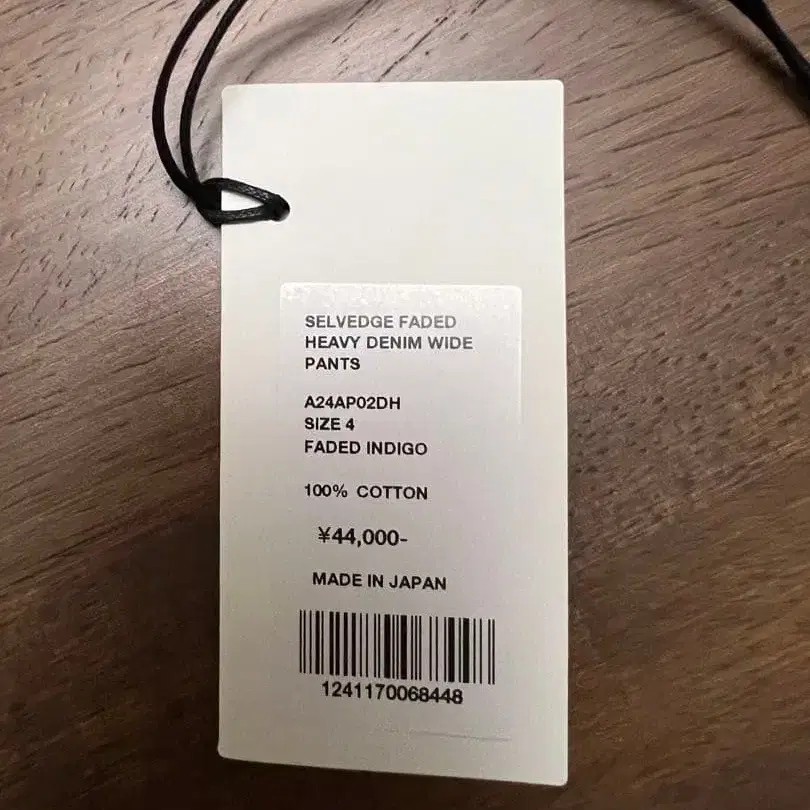 SELVEDGE FADED
HEAVY DENIM WIDE
PANTS
A24AP02DH
SIZE 4
FADED INDIGO
100% COTTON
¥44,000-
MADE IN JAPAN
1241170068448